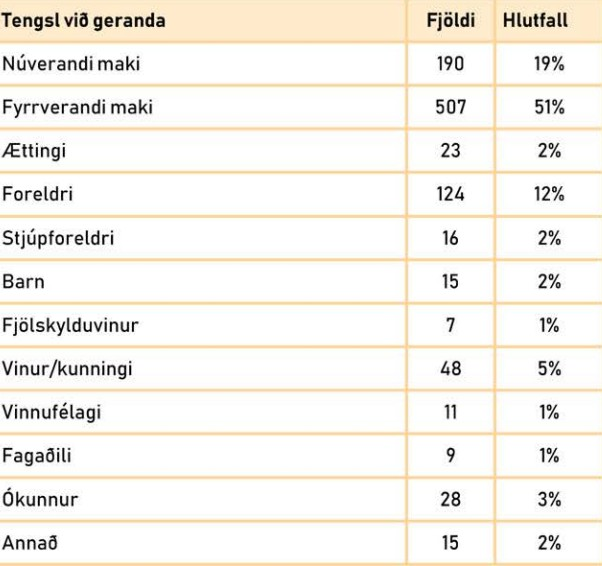 Tengsl við geranda Fjöldi Hlutfall
Núverandi maki 190 19%
Fyrrverandi maki 507 51%
Ættingi 23 2%
Foreldri 124 12%
Stjúpforeldri 16 2%
Barn 15 2%
Fjölskylduvinur 7 1%
Vinur/kunningi 48 5%
Vinnufélagi 11 1%
Fagaðili 9 1%
Ókunnur 28 3%
Annað 15 2%